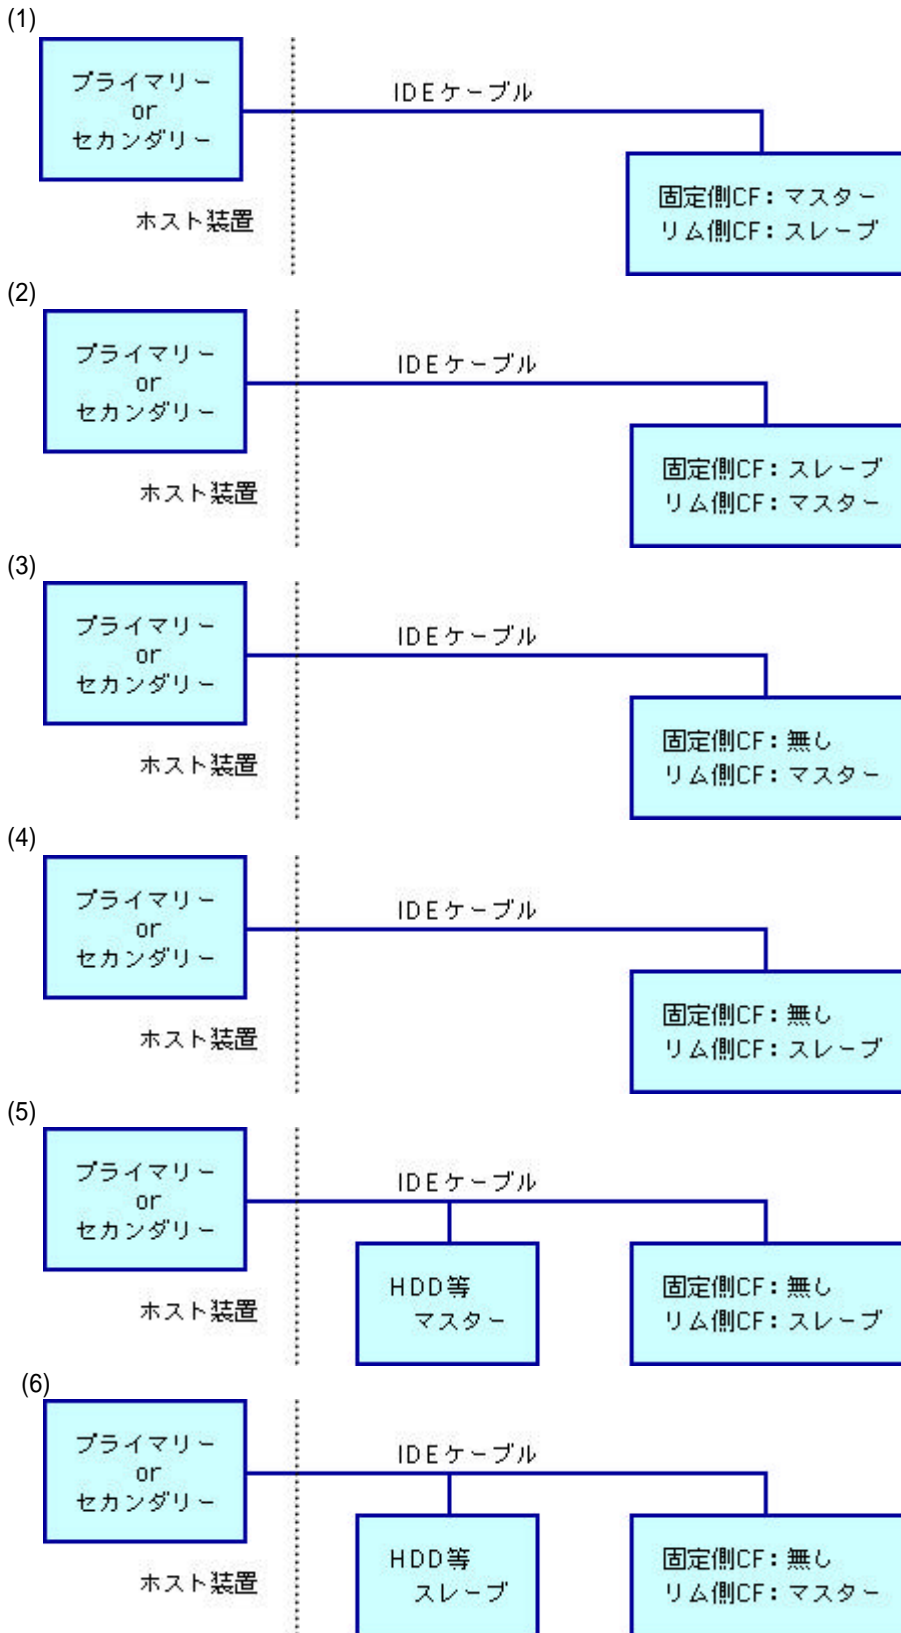 (1)
プライマリー
or
セカンダリー
IDEケーブル
ホスト装置
固定側CF：マスター
リム側CF：スレーブ
(2)
プライマリー
or
セカンダリー
IDEケーブル
ホスト装置
固定側CF：スレーブ
リム側CF：マスター
(3)
プライマリー
or
セカンダリー
IDEケーブル
ホスト装置
固定側CF：無し
リム側CF：マスター
(4)
プライマリー
or
セカンダリー
IDEケーブル
ホスト装置
固定側CF：無し
リム側CF：スレーブ
(5)
プライマリー
or
セカンダリー
IDEケーブル
ホスト装置
HDD等
マスター
固定側CF：無し
リム側CF：スレーブ
(6)
プライマリー
or
セカンダリー
IDEケーブル
ホスト装置
HDD等
スレーブ
固定側CF：無し
リム側CF：マスター